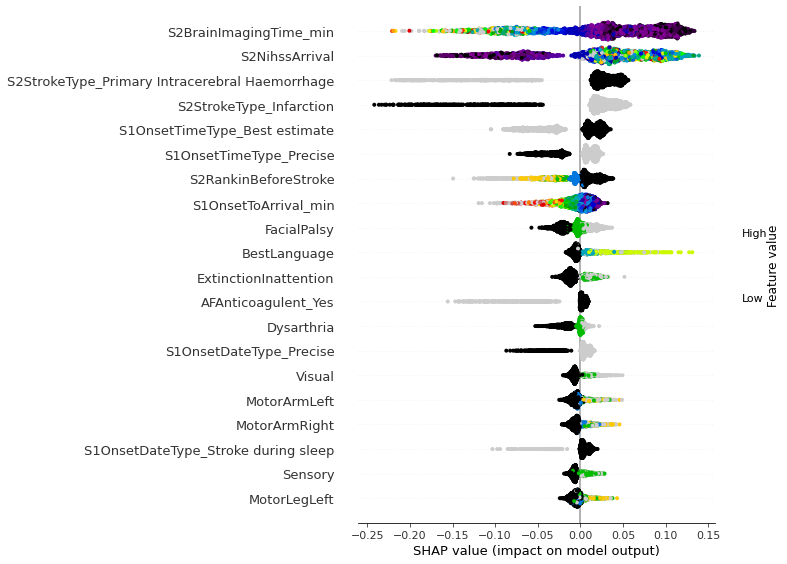 S2BrainImagingTime_min
S2NihssArrival
S2StrokeType_Primary Intracerebral Haemorrhage
S2StrokeType_Infarction
S1OnsetTimeType_Best estimate
S1OnsetTimeType_Precise
S2RankinBeforeStroke
S1OnsetToArrival_min
FacialPalsy
BestLanguage
ExtinctionInattention
AFAnticoagulent_Yes
Dysarthria
S1OnsetDateType_Precise
Visual
MotorArmLeft
MotorArmRight
S1OnsetDateType_Stroke during sleep
Sensory
MotorLegLeft
−0.25 −0.20 −0.15 −0.10 −0.05 0.00 0.05 0.10 0.15
SHAP value (impact on model output)
High
Low
Feature value